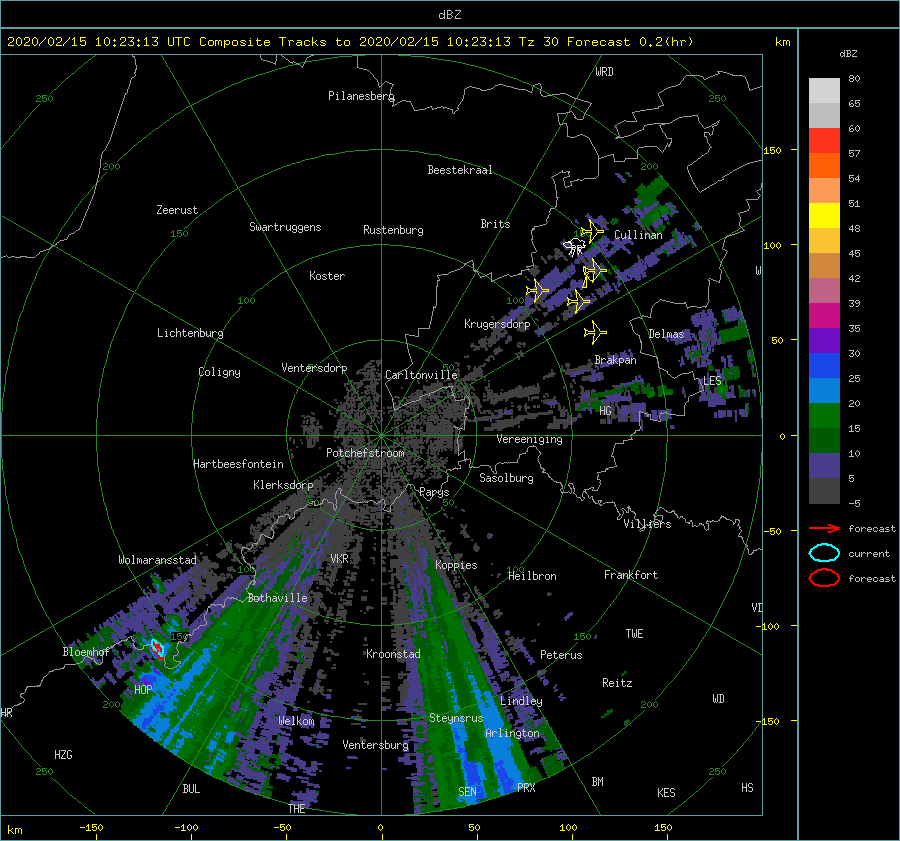 dBZ
2020/02/15 10:23:13 UTC Composite Tracks to 2020/02/15 10:23:13 Tz 30 Forecast 0.2(hr) km
dBZ
WRD
80
Pilanesberg
250 250
65
60
150
57
Beestekraal
200 200
54
Zeerust
51
Swartruggens Rustenburg Brits
150 Cullinan
48
100
45
Koster
42
100 100
39
Krugersdorp
Lichtenburg Delmas
35
50
30
Brakpan
Ventersdorp
Coligny Carltonville
25
LES
20
HG
15
Vereeniging
0
10
Potchefstroom
Hartbeesfontein
5
Klerksdorp Parys Sasolburg
-5
50 50
Villiers
forecast
-50
Wolmaransstad VKR
current
Koppies
100 100
Heilbron Frankfort
forecast
Bothaville
-100
150 150
TWE
Bloemhof Kroonstad Peterus
HOP
Reitz
WD
200 200
Lindley
HR
Welkom Steynsrus
-150
Arlington
Ventersburg
HZG
250 250
BUL SEN PRX BM KES HS
THE
km -150 -100 -50 0 50 100 150